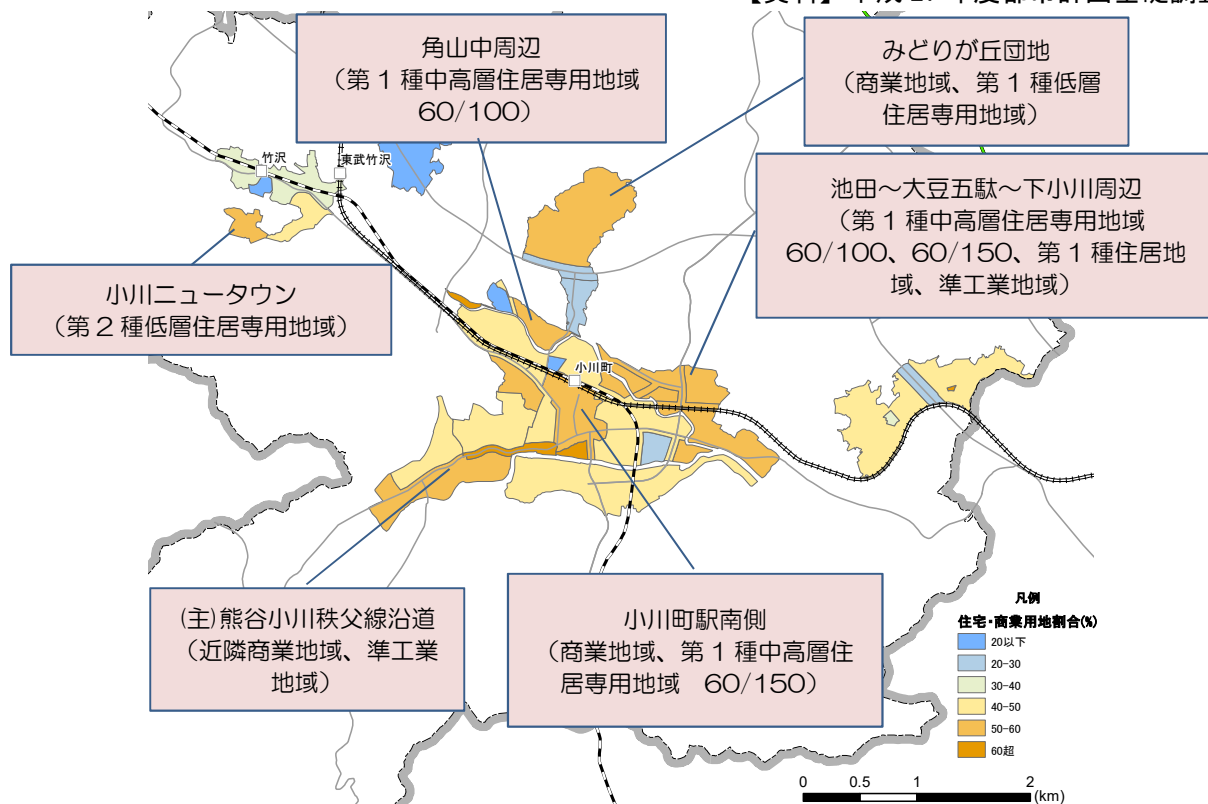 角山中周辺
（第1種中高層住居専用地域
60/100）
みどりが丘団地
（商業地域、第1種低層
住居専用地域）
池田～大豆五駄～下小川周辺
（第1種中高層住居専用地域
60/100、60/150、第1種住居地
域、準工業地域）
竹沢
東武竹沢
小川ニュータウン
（第2種低層住居専用地域）
小川町
(主)熊谷小川秩父線沿道
（近隣商業地域、準工業
地域）
小川町駅南側
（商業地域、第1種中高層住
居専用地域　60/150）
凡例
住宅・商業用地割合(%)
20以下
20-30
30-40
40-50
50-60
60超
0 0.5 1 2
(km)